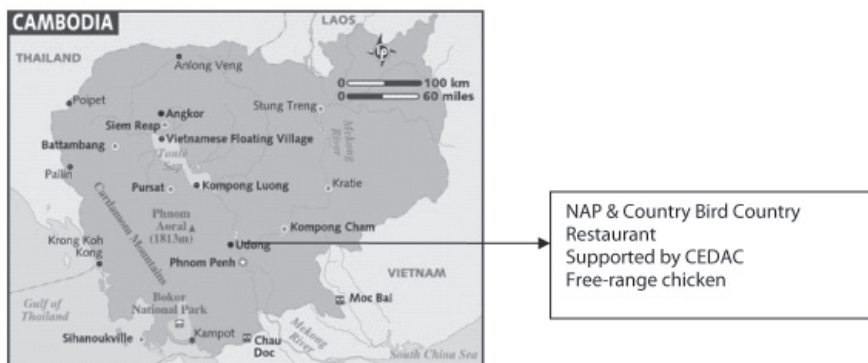 CAMBODIA
LAOS
THAILAND
Anlong Veng
0 100 km
0 60 miles
Poipet
Stung Treng
Angkor
Siem Reap
Vietnamese Floating Village
Mekong
River
Battambang
Tonlé
Sap
Pailin
Pursat
Kompong Luong
Kratie
Cardamom Mountains
Phnom
Aoral
(1813m)
Kompong Cham
Krong Koh
Kong
Udong
Phnom Penh
VIETNAM
Gulf of
Thailand
Bokor
National Park
Moc Bai
Sihanoukville
Kampot
Chau
Doc
Mekong
River
South China Sea
NAP & Country Bird Country
Restaurant
Supported by CEDAC
Free-range chicken